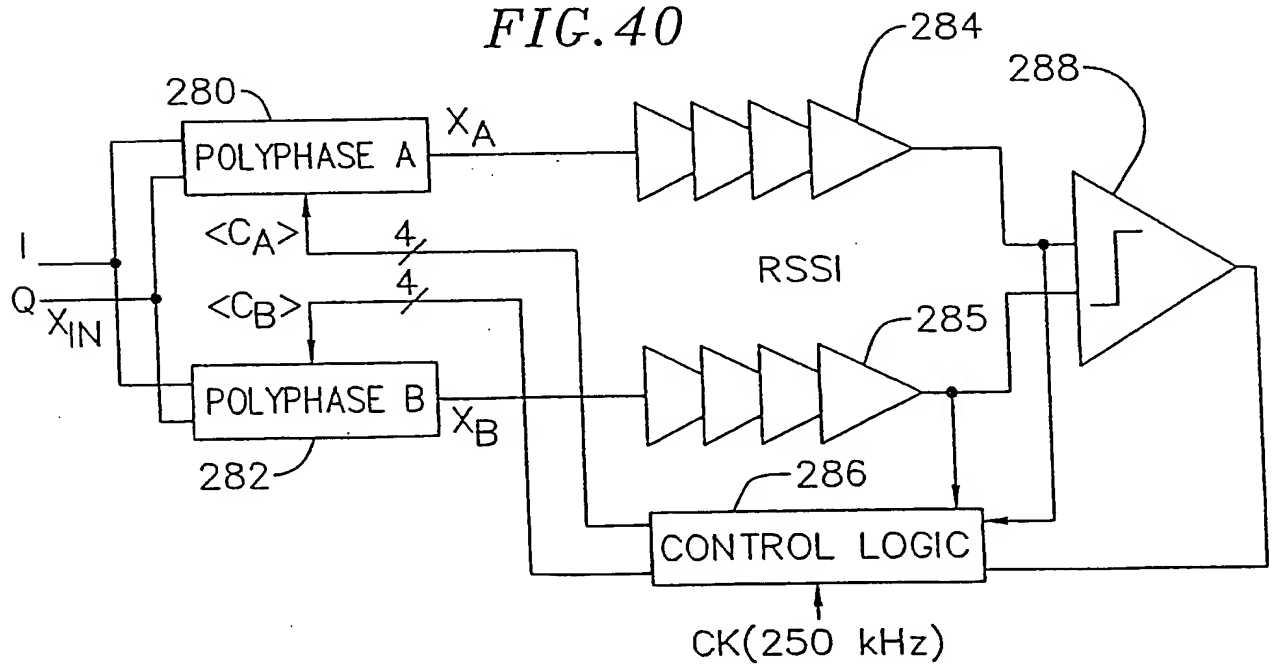 FIG. 40
284
288
280
X_A
POLYPHASE A
<C_A>
4
I
RSSI
Q
X_IN
<C_B>
4
285
POLYPHASE B
X_B
282
286
CONTROL LOGIC
CK(250 kHz)